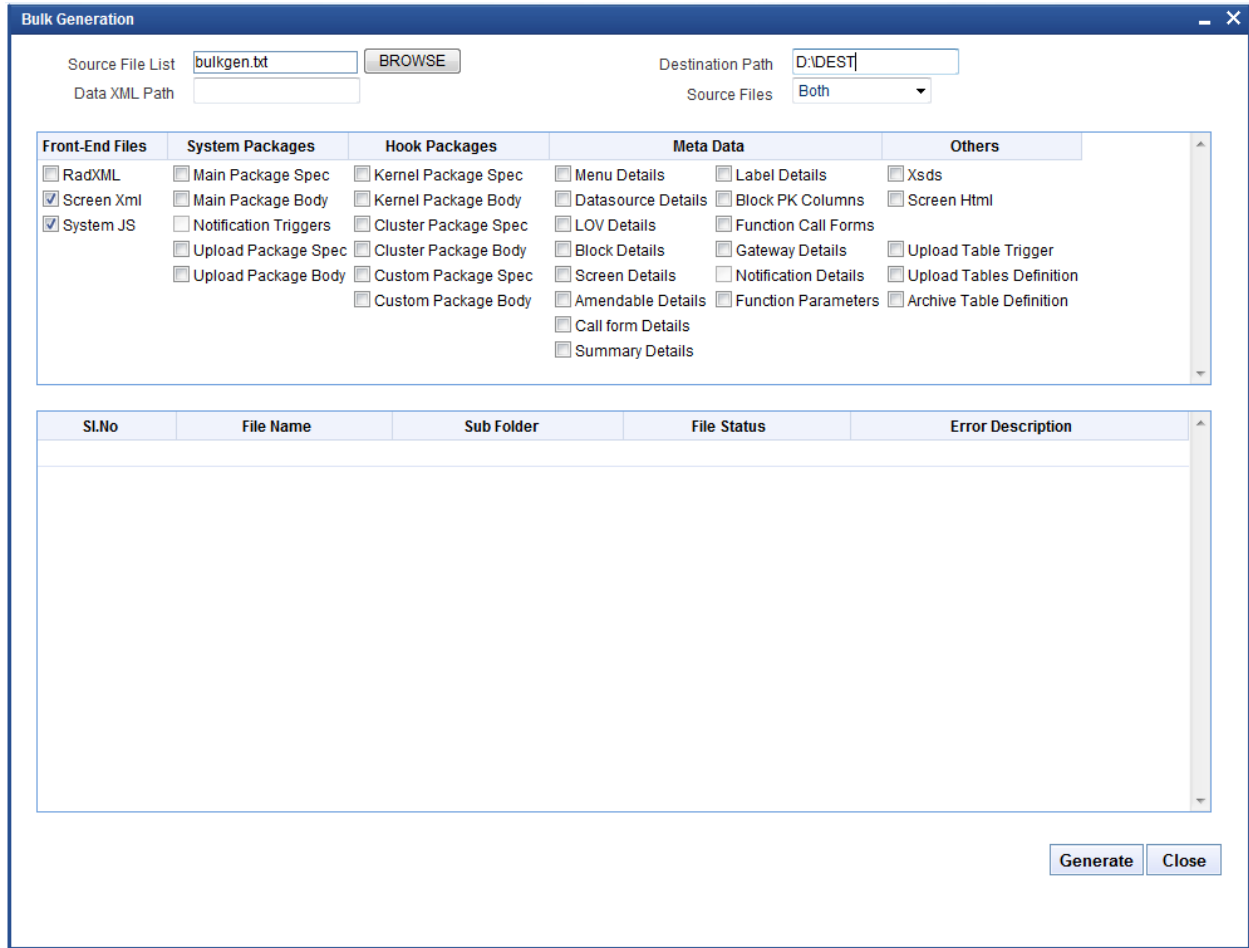 Bulk Generation
Source File List bulkgen.txt BROWSE Destination Path D:\DEST
Data XML Path Source Files Both
Front-End Files System Packages Hook Packages Meta Data Others
RadXML Main Package Spec Kernel Package Spec Menu Details Label Details Xsds
Screen Xml Main Package Body Kernel Package Body Datasource Details Block PK Columns Screen Html
System JS Notification Triggers Cluster Package Spec LOV Details Function Call Forms
Upload Package Spec Cluster Package Body Block Details Gateway Details Upload Table Trigger
Upload Package Body Custom Package Spec Screen Details Notification Details Upload Tables Definition
Custom Package Body Amendable Details Function Parameters Archive Table Definition
Call form Details
Summary Details
Sl.No File Name Sub Folder File Status Error Description
Generate Close